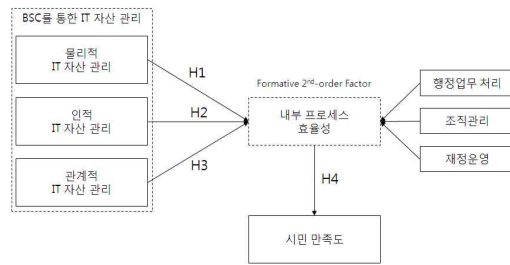 BSC를 통한 IT 자산 관리
물리적
IT 자산 관리
인적
IT 자산 관리
관계적
IT 자산 관리
H1
H2
H3
Formative 2nd-order Factor
내부 프로세스
효율성
행정업무 처리
조직관리
재정운영
H4
시민 만족도